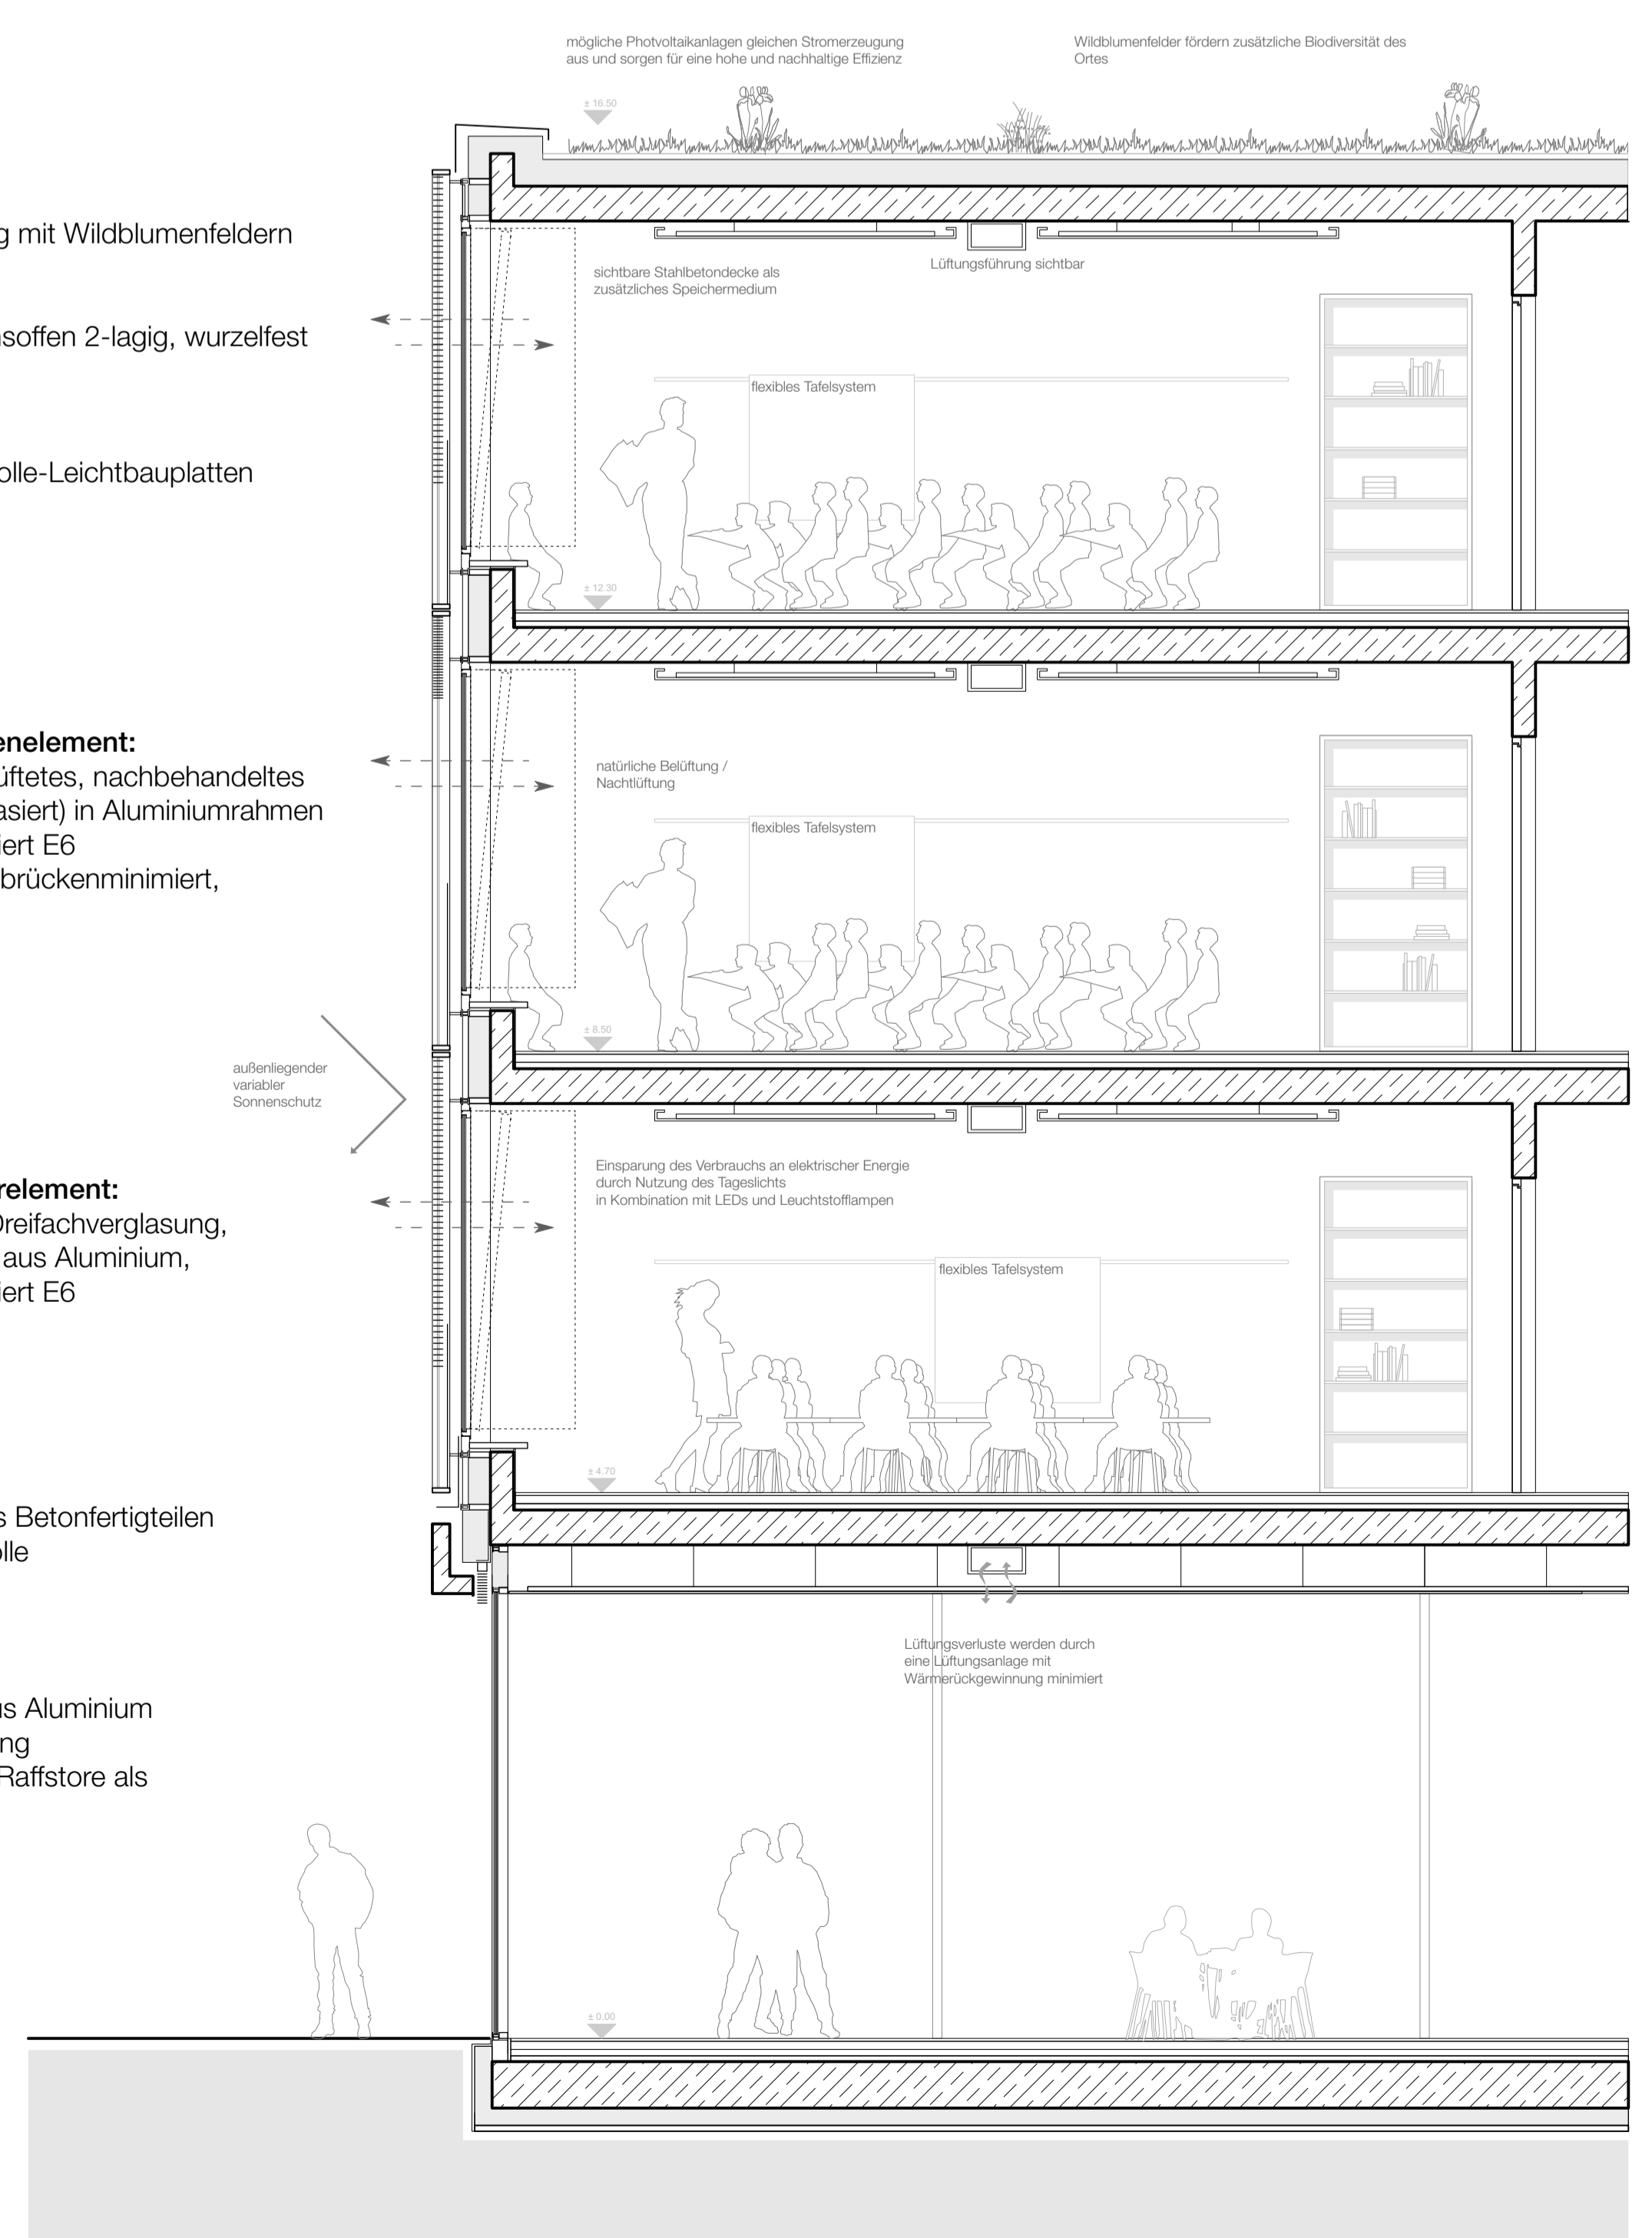 mögliche Photvoltaikanlagen gleichen Stromerzeugung
aus und sorgen für eine hohe und nachhaltige Effizienz
Wildblumenfelder fördern zusätzliche Biodiversität des
Ortes
± 16.50
g mit Wildblumenfeldern
sichtbare Stahlbetondecke als
zusätzliches Speichermedium
Lüftungsführung sichtbar
soffen 2-lagig, wurzelfest
flexibles Tafelsystem
olle-Leichtbauplatten
± 12.30
enelement:
üftetes, nachbehandeltes
asiert) in Aluminiumrahmen
iert E6
brückenminimiert,
natürliche Belüftung /
Nachtlüftung
flexibles Tafelsystem
± 8.50
außenliegender
variabler
Sonnenschutz
relement:
Dreifachverglasung,
aus Aluminium,
iert E6
Einsparung des Verbrauchs an elektrischer Energie
durch Nutzung des Tageslichts
in Kombination mit LEDs und Leuchtstofflampen
flexibles Tafelsystem
± 4.70
s Betonfertigteilen
olle
Lüftungsverluste werden durch
eine Lüftungsanlage mit
Wärmerückgewinnung minimiert
us Aluminium
ng
Raffstore als
± 0.00